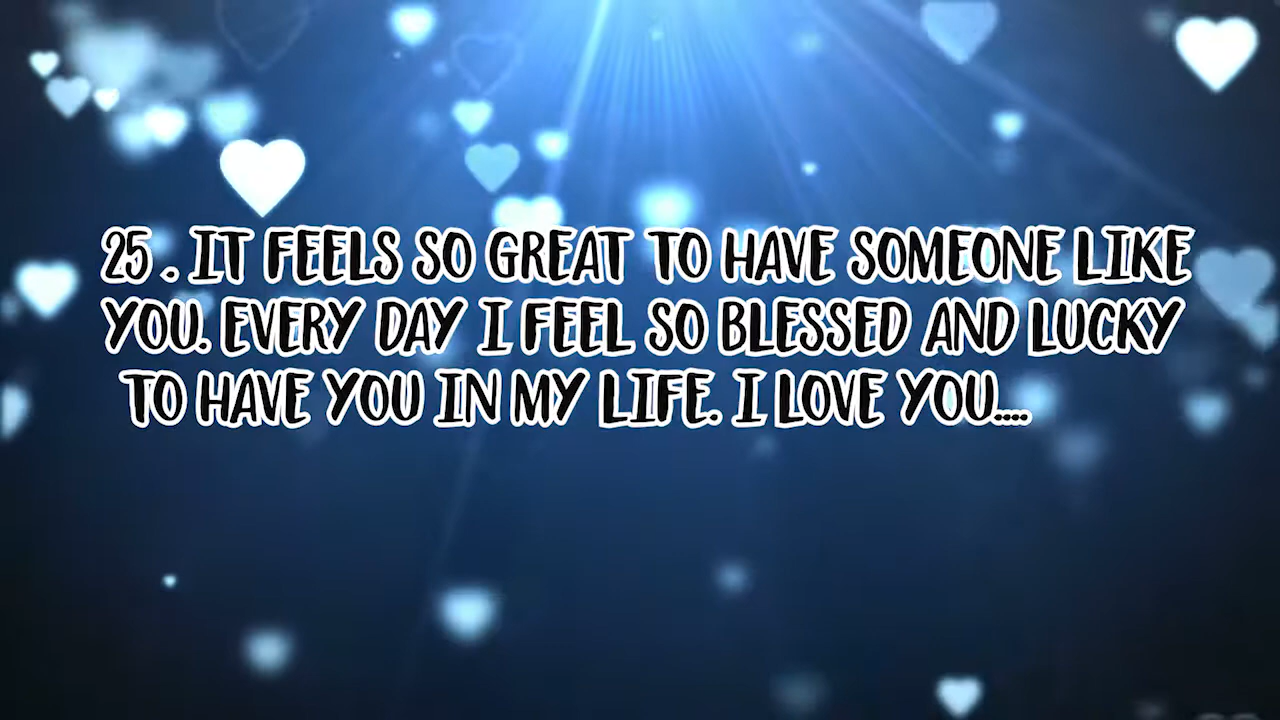 25 . IT FEELS SO GREAT TO HAVE SOMEONE LIKE
YOU. EVERY DAY I FEEL SO BLESSED AND LUCKY
TO HAVE YOU IN MY LIFE. I LOVE YOU....